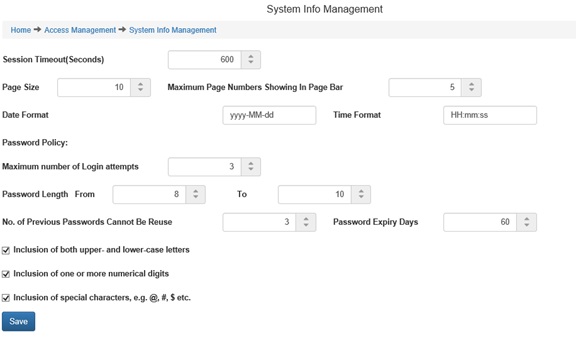 System Info Management
Home → Access Management → System Info Management
Session Timeout(Seconds) 600
Page Size 10 Maximum Page Numbers Showing In Page Bar 5
Date Format yyyy-MM-dd Time Format HH:mm:ss
Password Policy:
Maximum number of Login attempts 3
Password Length From 8 To 10
No. of Previous Passwords Cannot Be Reuse 3 Password Expiry Days 60
Inclusion of both upper- and lower-case letters
Inclusion of one or more numerical digits
Inclusion of special characters, e.g. @, #, $ etc.
Save